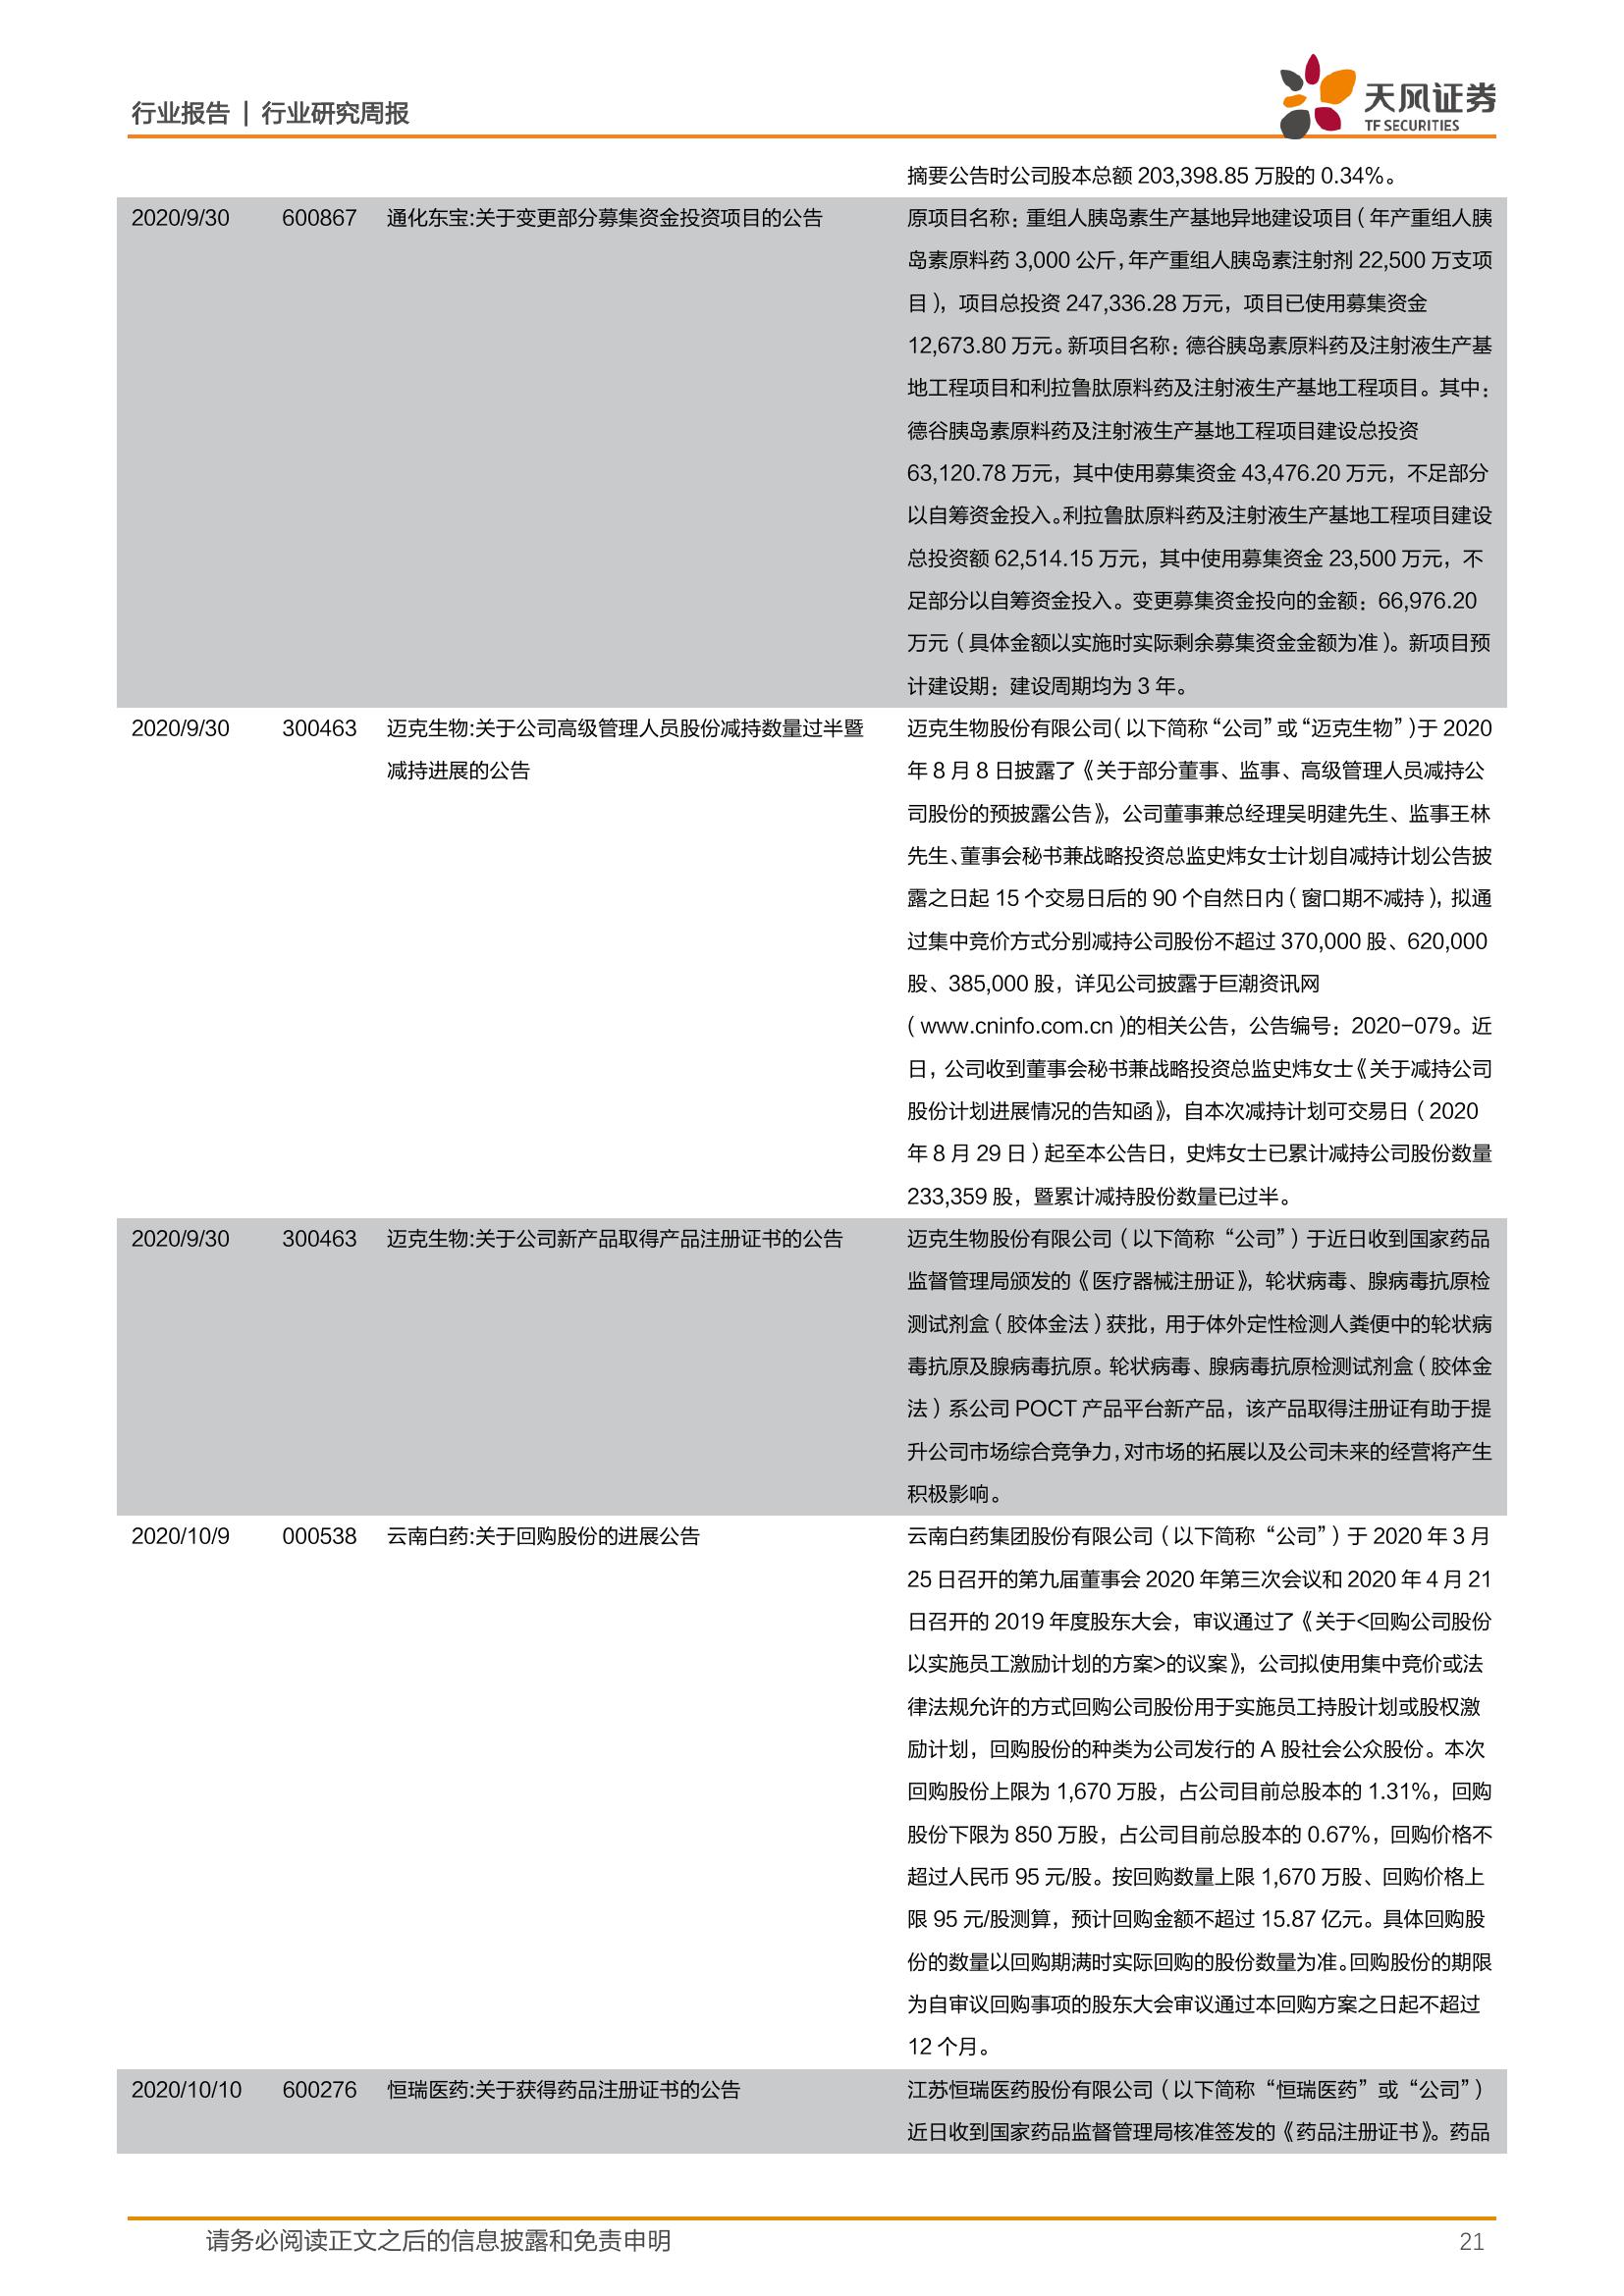 行业报告 | 行业研究周报
天风证券
TF SECURITIES
摘要公告时公司股本总额 203,398.85 万股的 0.34%。
2020/9/30 600867 通化东宝:关于变更部分募集资金投资项目的公告 原项目名称：重组人胰岛素生产基地异地建设项目（年产重组人胰
岛素原料药 3,000 公斤，年产重组人胰岛素注射剂 22,500 万支项
目），项目总投资 247,336.28 万元，项目已使用募集资金
12,673.80 万元。新项目名称：德谷胰岛素原料药及注射液生产基
地工程项目和利拉鲁肽原料药及注射液生产基地工程项目。其中：
德谷胰岛素原料药及注射液生产基地工程项目建设总投资
63,120.78 万元，其中使用募集资金 43,476.20 万元，不足部分
以自筹资金投入。利拉鲁肽原料药及注射液生产基地工程项目建设
总投资额 62,514.15 万元，其中使用募集资金 23,500 万元，不
足部分以自筹资金投入。变更募集资金投向的金额：66,976.20
万元（具体金额以实施时实际剩余募集资金金额为准）。新项目预
计建设期：建设周期均为 3 年。
2020/9/30 300463 迈克生物:关于公司高级管理人员股份减持数量过半暨 迈克生物股份有限公司（以下简称“公司”或“迈克生物”）于 2020
减持进展的公告 年 8 月 8 日披露了《关于部分董事、监事、高级管理人员减持公
司股份的预披露公告》，公司董事兼总经理吴明建先生、监事王林
先生、董事会秘书兼战略投资总监史炜女士计划自减持计划公告披
露之日起 15 个交易日后的 90 个自然日内（窗口期不减持），拟通
过集中竞价方式分别减持公司股份不超过 370,000 股、620,000
股、385,000 股，详见公司披露于巨潮资讯网
（www.cninfo.com.cn）的相关公告，公告编号：2020-079。近
日，公司收到董事会秘书兼战略投资总监史炜女士《关于减持公司
股份计划进展情况的告知函》，自本次减持计划可交易日（2020
年 8 月 29 日）起至本公告日，史炜女士已累计减持公司股份数量
233,359 股，暨累计减持股份数量已过半。
2020/9/30 300463 迈克生物:关于公司新产品取得产品注册证书的公告 迈克生物股份有限公司（以下简称“公司”）于近日收到国家药品
监督管理局颁发的《医疗器械注册证》，轮状病毒、腺病毒抗原检
测试剂盒（胶体金法）获批，用于体外定性检测人粪便中的轮状病
毒抗原及腺病毒抗原。轮状病毒、腺病毒抗原检测试剂盒（胶体金
法）系公司 POCT 产品平台新产品，该产品取得注册证有助于提
升公司市场综合竞争力，对市场的拓展以及公司未来的经营将产生
积极影响。
2020/10/9 000538 云南白药:关于回购股份的进展公告 云南白药集团股份有限公司（以下简称“公司”）于 2020 年 3 月
25 日召开的第九届董事会 2020 年第三次会议和 2020 年 4 月 21
日召开的 2019 年度股东大会，审议通过了《关于<回购公司股份
以实施员工激励计划的方案>的议案》，公司拟使用集中竞价或法
律法规允许的方式回购公司股份用于实施员工持股计划或股权激
励计划，回购股份的种类为公司发行的 A 股社会公众股份。本次
回购股份上限为 1,670 万股，占公司目前总股本的 1.31%，回购
股份下限为 850 万股，占公司目前总股本的 0.67%，回购价格不
超过人民币 95 元/股。按回购数量上限 1,670 万股、回购价格上
限 95 元/股测算，预计回购金额不超过 15.87 亿元。具体回购股
份的数量以回购期满时实际回购的股份数量为准。回购股份的期限
为自审议回购事项的股东大会审议通过本回购方案之日起不超过
12 个月。
2020/10/10 600276 恒瑞医药:关于获得药品注册证书的公告 江苏恒瑞医药股份有限公司（以下简称“恒瑞医药”或“公司”）
近日收到国家药品监督管理局核准签发的《药品注册证书》。药品
请务必阅读正文之后的信息披露和免责申明 21